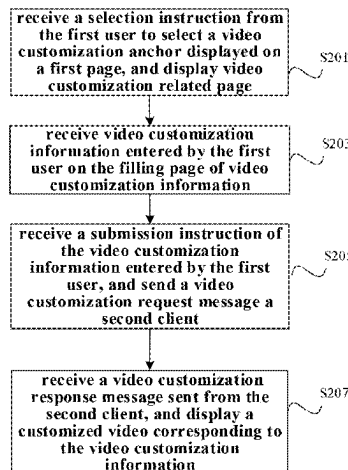 receive a selection instruction from
the first user to select a video
customization anchor displayed on
a first page, and display video
customization related page
S201
receive video customization
information entered by the first
user on the filling page of video
customization information
S203
receive a submission instruction of
the video customization
information entered by the first
user, and send a video
customization request message a
second client
S205
receive a video customization
response message sent from the
second client, and display a
customized video corresponding to
the video customization
information
S207